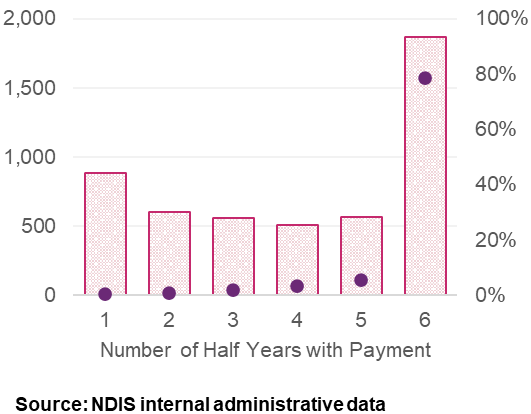 2,000 100%
1,500 80%
60%
1,000
40%
500
20%
0 0%
1 2 3 4 5 6
Number of Half Years with Payment
Source: NDIS internal administrative data